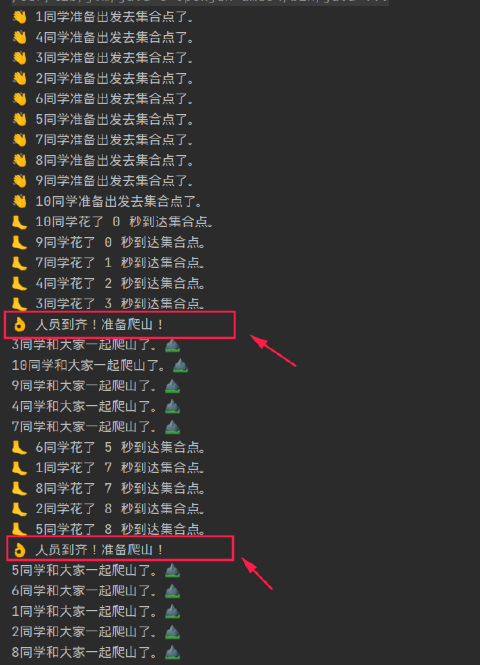 👋 1同学准备出发去集合点了。
👋 4同学准备出发去集合点了。
👋 3同学准备出发去集合点了。
👋 2同学准备出发去集合点了。
👋 6同学准备出发去集合点了。
👋 5同学准备出发去集合点了。
👋 7同学准备出发去集合点了。
👋 8同学准备出发去集合点了。
👋 9同学准备出发去集合点了。
👋 10同学准备出发去集合点了。
🦶 10同学花了 0 秒到达集合点。
🦶 9同学花了 0 秒到达集合点。
🦶 7同学花了 1 秒到达集合点。
🦶 4同学花了 2 秒到达集合点。
🦶 3同学花了 3 秒到达集合点。
👌 人员到齐！准备爬山！
3同学和大家一起爬山了。⛰
10同学和大家一起爬山了。⛰
9同学和大家一起爬山了。⛰
4同学和大家一起爬山了。⛰
7同学和大家一起爬山了。⛰
🦶 6同学花了 5 秒到达集合点。
🦶 1同学花了 7 秒到达集合点。
🦶 8同学花了 7 秒到达集合点。
🦶 2同学花了 8 秒到达集合点。
🦶 5同学花了 8 秒到达集合点。
👌 人员到齐！准备爬山！
5同学和大家一起爬山了。⛰
6同学和大家一起爬山了。⛰
1同学和大家一起爬山了。⛰
2同学和大家一起爬山了。⛰
8同学和大家一起爬山了。⛰